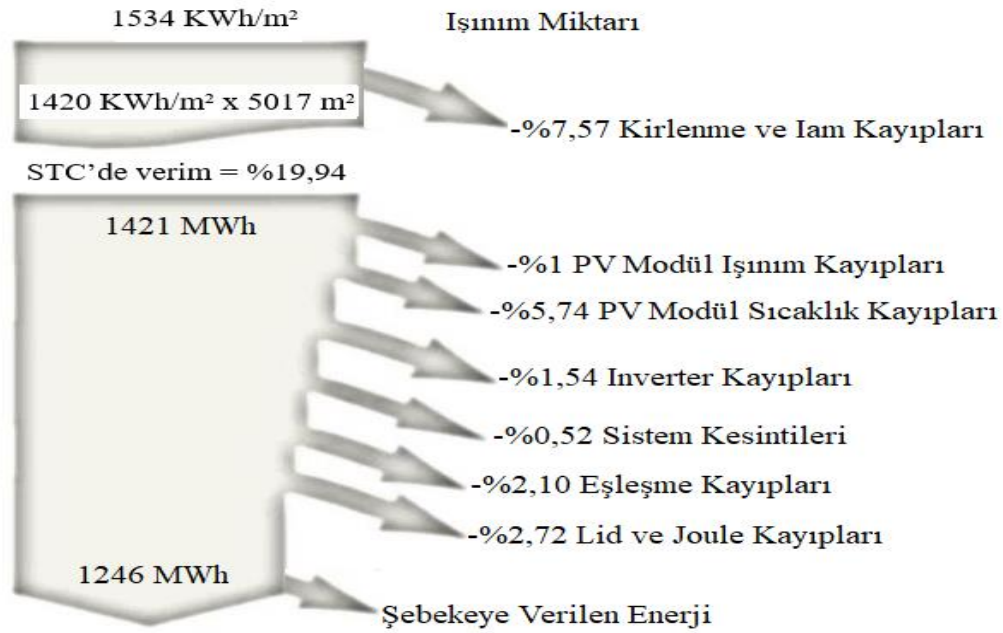 1534 KWh/m²
Işınım Miktarı
1420 KWh/m² x 5017 m²
-%7,57 Kirlenme ve Iam Kayıpları
STC’de verim = %19,94
1421 MWh
-%1 PV Modül Işınım Kayıpları
-%5,74 PV Modül Sıcaklık Kayıpları
-%1,54 Inverter Kayıpları
-%0,52 Sistem Kesintileri
-%2,10 Eşleşme Kayıpları
-%2,72 Lid ve Joule Kayıpları
1246 MWh
Şebekeye Verilen Enerji